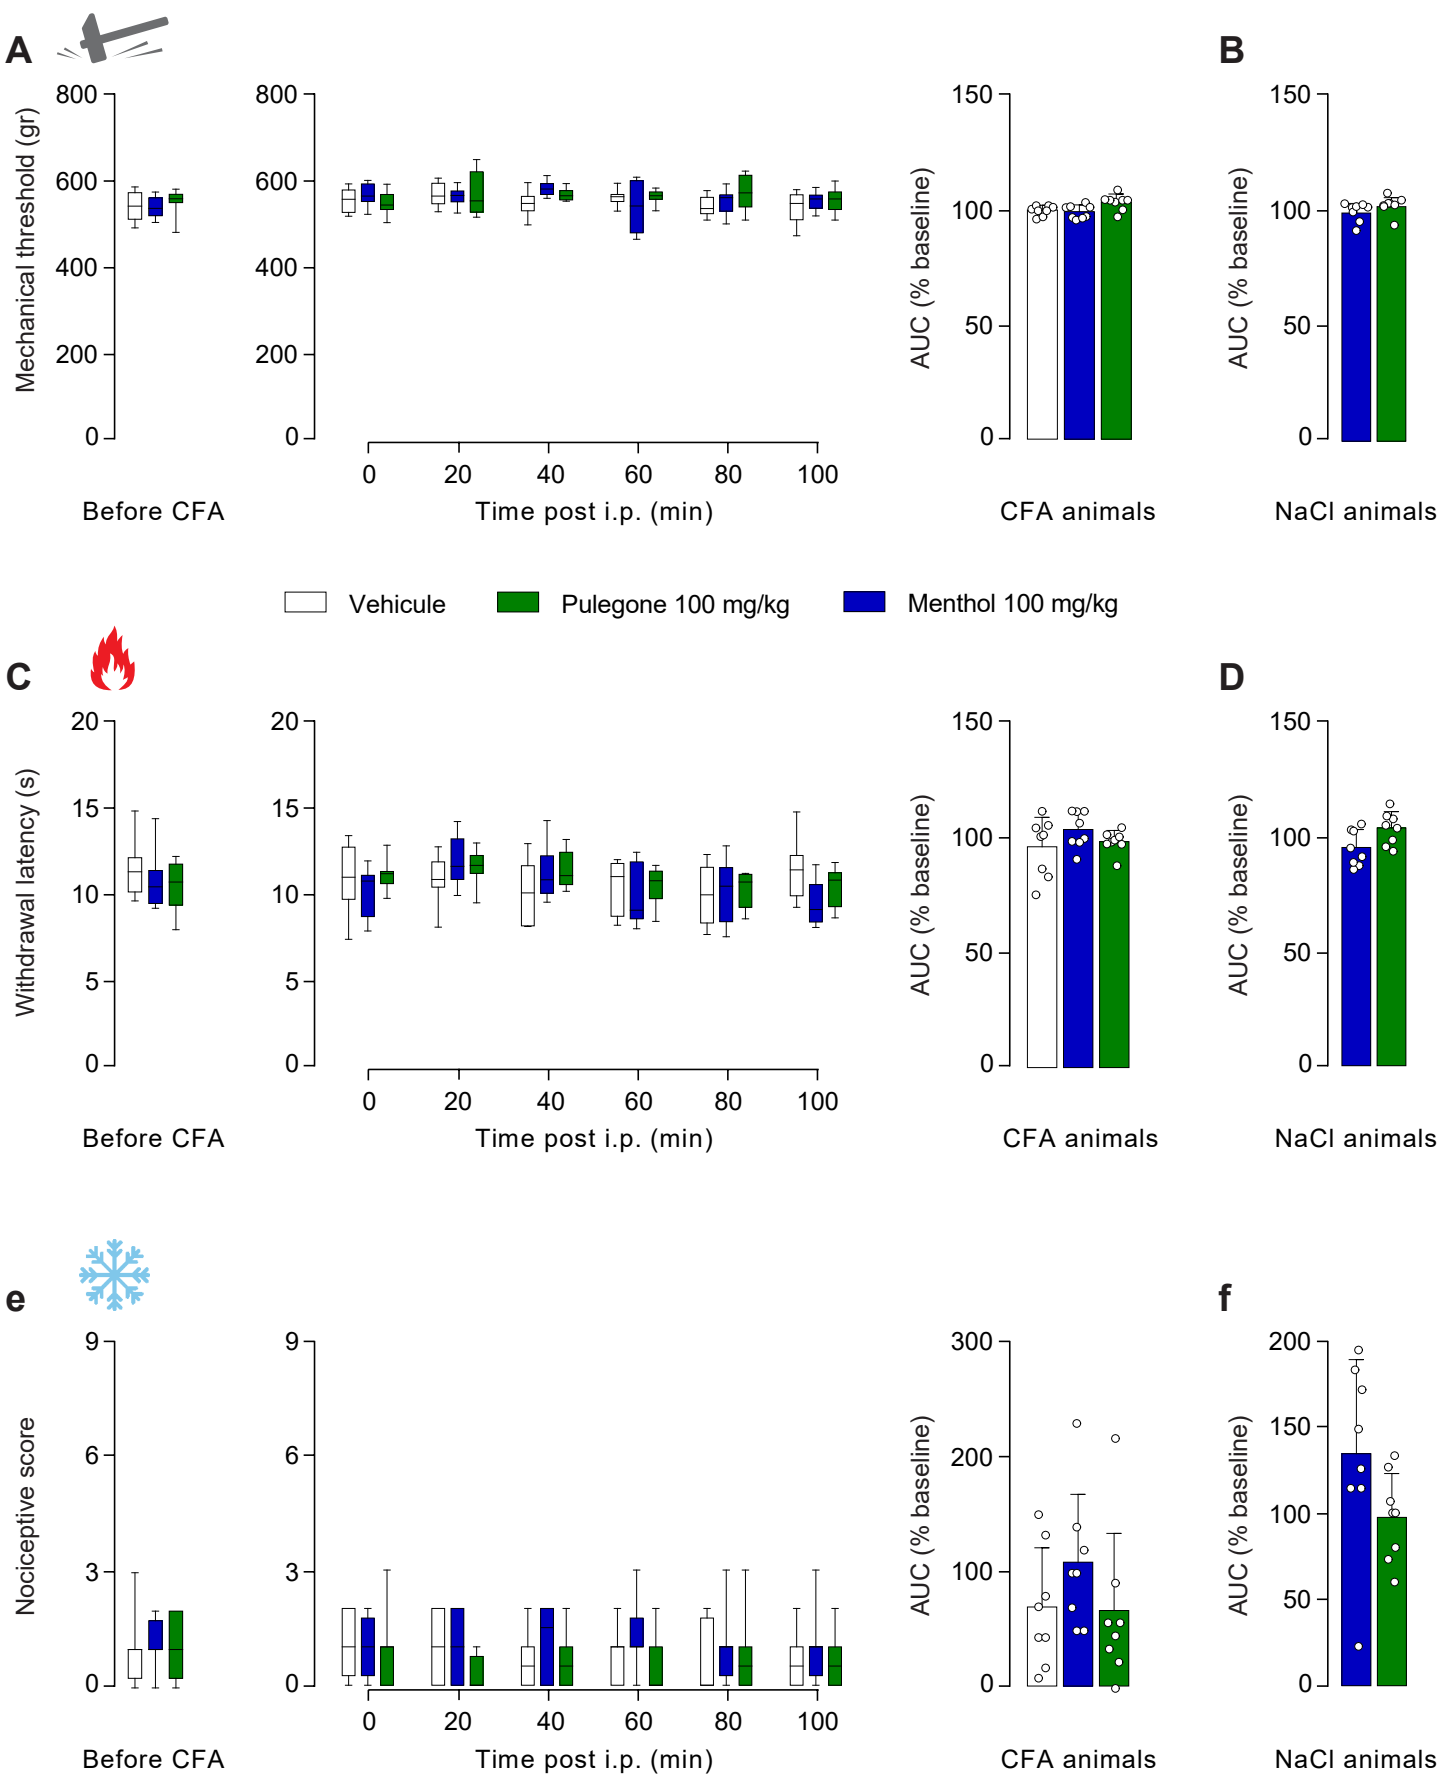 A
B
Mechanical threshold (gr)
800
600
400
200
0
Before CFA
800
600
400
200
0
0 20 40 60 80 100
Time post i.p. (min)
AUC (% baseline)
150
100
50
0
CFA animals
AUC (% baseline)
150
100
50
0
NaCl animals
Vehicule
Pulegone 100 mg/kg
Menthol 100 mg/kg
C
D
Withdrawal latency (s)
20
15
10
5
0
Before CFA
20
15
10
5
0
0 20 40 60 80 100
Time post i.p. (min)
AUC (% baseline)
150
100
50
0
CFA animals
AUC (% baseline)
150
100
50
0
NaCl animals
e
f
Nociceptive score
9
6
3
0
Before CFA
9
6
3
0
0 20 40 60 80 100
Time post i.p. (min)
AUC (% baseline)
300
200
100
0
CFA animals
AUC (% baseline)
200
150
100
50
0
NaCl animals